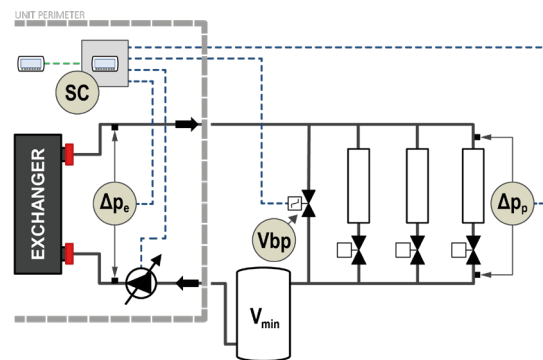 UNIT PERIMETER
SC
EXCHANGER
Δpe
Δpp
Vbp
Vmin